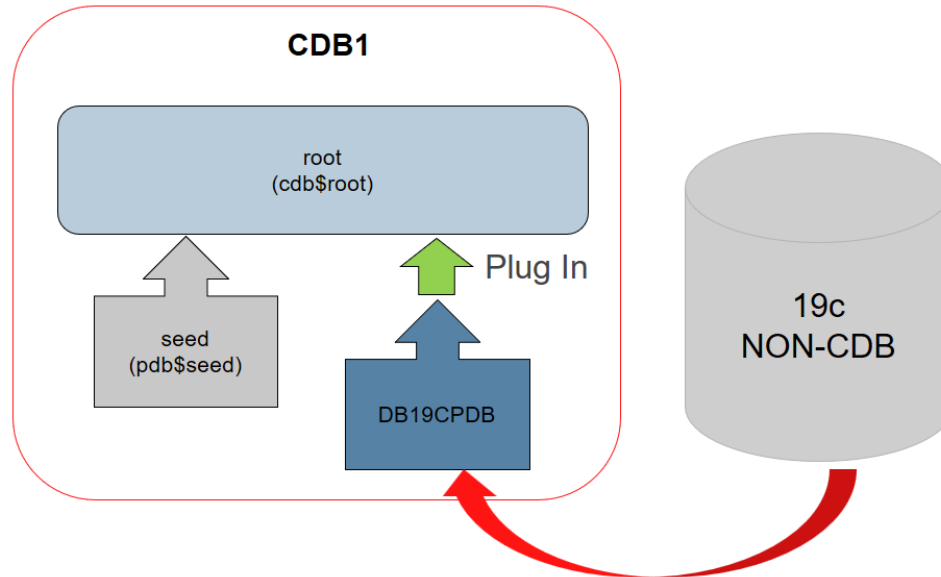 CDB1
root
(cdb$root)
Plug In
seed
(pdb$seed)
DB19CPDB
19c
NON-CDB